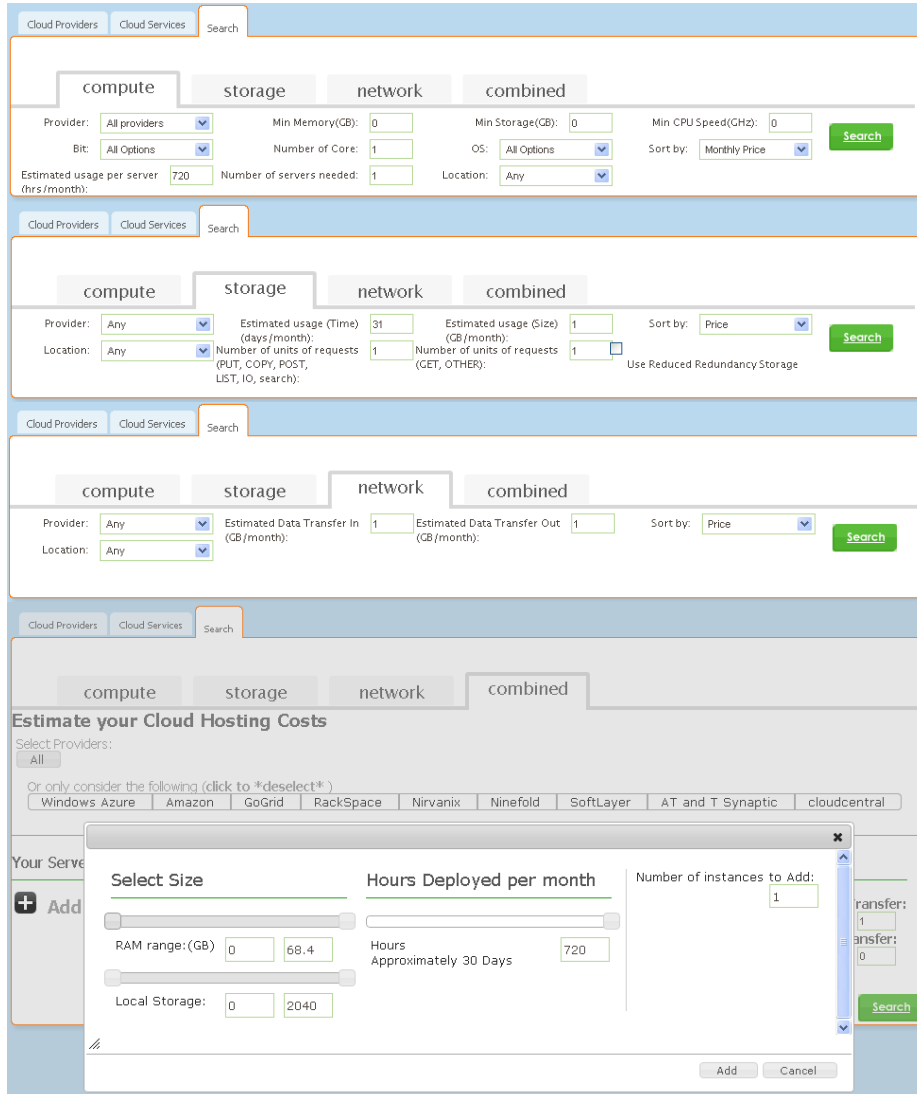 Cloud Providers Cloud Services Search
compute storage network combined
Provider: All providers Min Memory(GB): 0 Min Storage(GB): 0 Min CPU Speed(GHz): 0 Search
Bit: All Options Number of Core: 1 OS: All Options Sort by: Monthly Price
Estimated usage per server 720 Number of servers needed: 1 Location: Any
(hrs/month):
Cloud Providers Cloud Services Search
compute storage network combined
Provider: Any Estimated usage (Time) 31 Estimated usage (Size) 1 Sort by: Price Search
(days/month): (GB/month):
Location: Any Number of units of requests 1 Number of units of requests 1
(PUT, COPY, POST, (GET, OTHER): Use Reduced Redundancy Storage
LIST, IO, search):
Cloud Providers Cloud Services Search
compute storage network combined
Provider: Any Estimated Data Transfer In 1 Estimated Data Transfer Out 1 Sort by: Price Search
(GB/month): (GB/month):
Location: Any
Cloud Providers Cloud Services Search
compute storage network combined
Estimate your Cloud Hosting Costs
Select Providers:
All
Or only consider the following (click to *deselect* )
Windows Azure Amazon GoGrid RackSpace Nirvanix Ninefold SoftLayer AT and T Synaptic cloudcentral
Your Serve
Select Size Hours Deployed per month Number of instances to Add:
1
Add ransfer:
1
RAM range:(GB) 0 68.4 Hours 720 ansfer:
Approximately 30 Days 0
Local Storage: 0 2040 Search
Add Cancel